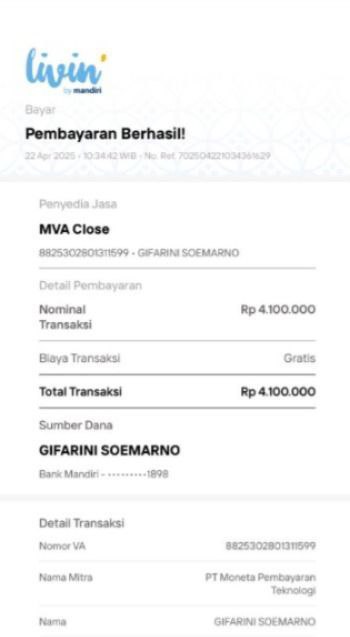 livin'
by mandiri
Bayar
Pembayaran Berhasil!
22 Apr 2025 • 10:34:42 WIB • No. Ref. 702504221034361629
Penyedia Jasa
MVA Close
8825302801311599 - GIFARINI SOEMARNO
Detail Pembayaran
Nominal Rp 4.100.000
Transaksi
Biaya Transaksi Gratis
Total Transaksi Rp 4.100.000
Sumber Dana
GIFARINI SOEMARNO
Bank Mandiri - ••••••••••1898
Detail Transaksi
Nomor VA 8825302801311599
Nama Mitra PT Moneta Pembayaran
Teknologi
Nama GIFARINI SOEMARNO